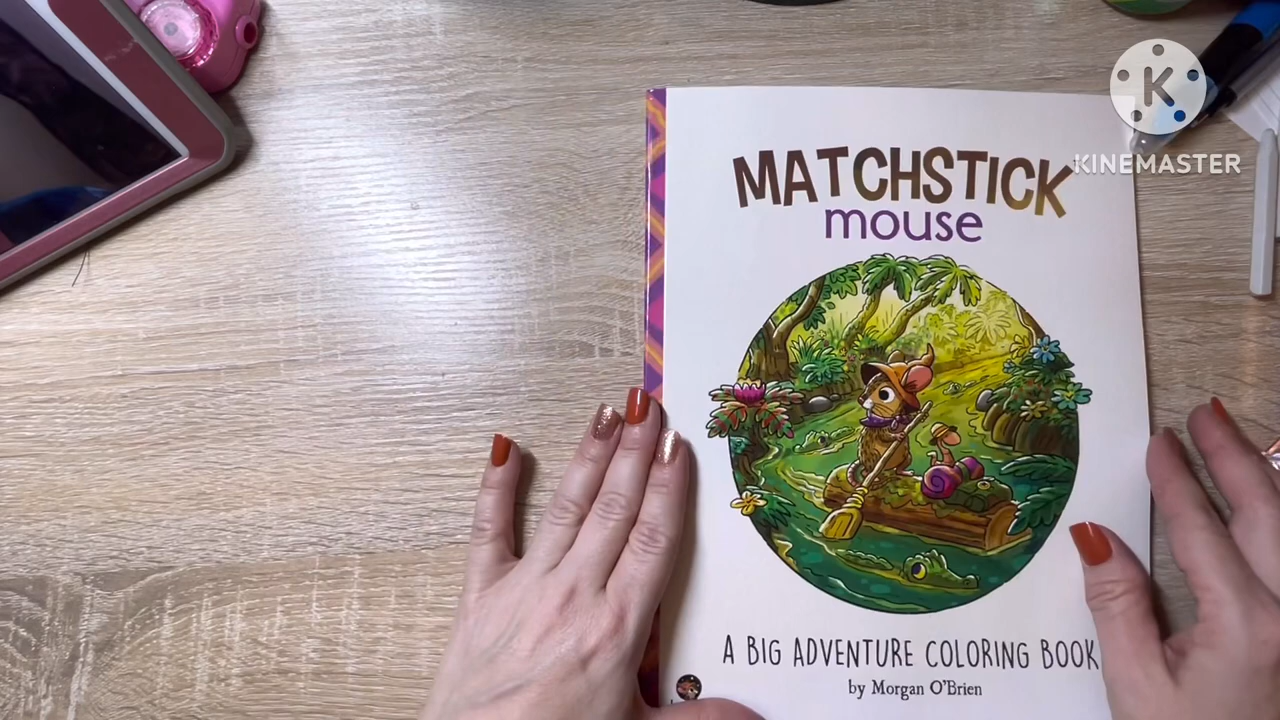 K
KINEMASTER
MATCHSTICK
mouse
A BIG ADVENTURE COLORING BOOK
by Morgan O'Brien